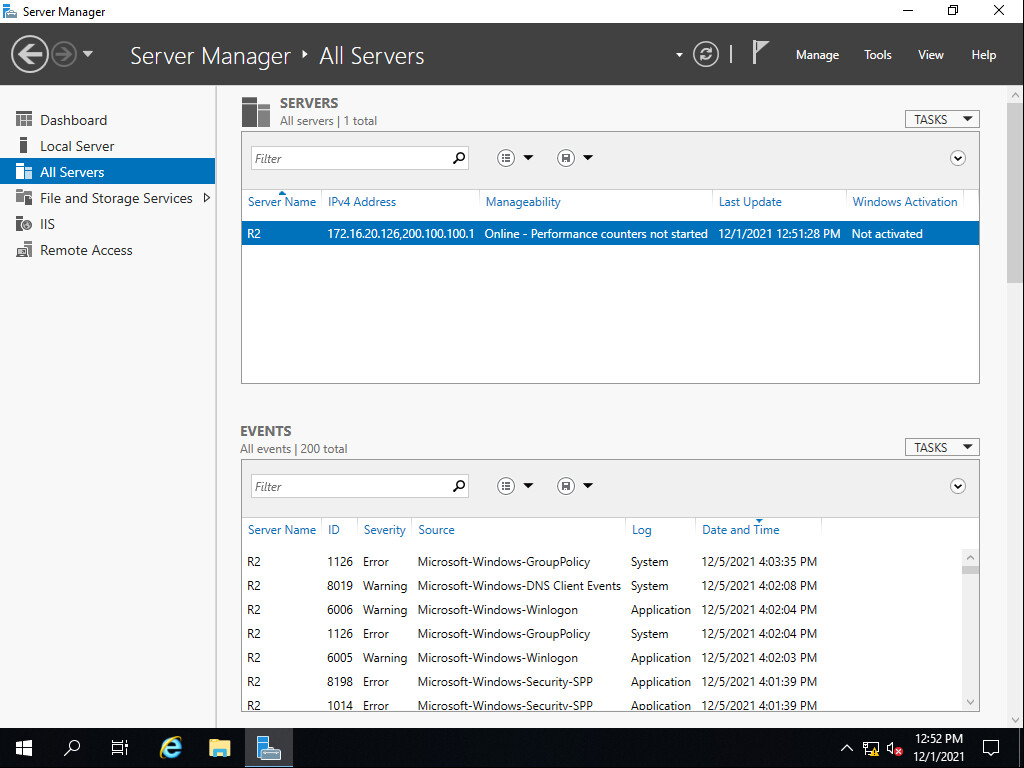 Server Manager
Server Manager All Servers
Manage Tools View Help
Dashboard
Local Server
All Servers
File and Storage Services
IIS
Remote Access
SERVERS
All servers | 1 total
TASKS
Filter
Server Name IPv4 Address Manageability Last Update Windows Activation
R2 172.16.20.126,200.100.100.1 Online - Performance counters not started 12/1/2021 12:51:28 PM Not activated
EVENTS
All events | 200 total
TASKS
Filter
Server Name ID Severity Source Log Date and Time
R2 1126 Error Microsoft-Windows-GroupPolicy System 12/5/2021 4:03:35 PM
R2 8019 Warning Microsoft-Windows-DNS Client Events System 12/5/2021 4:02:08 PM
R2 6006 Warning Microsoft-Windows-Winlogon Application 12/5/2021 4:02:04 PM
R2 1126 Error Microsoft-Windows-GroupPolicy System 12/5/2021 4:02:04 PM
R2 6005 Warning Microsoft-Windows-Winlogon Application 12/5/2021 4:02:03 PM
R2 8198 Error Microsoft-Windows-Security-SPP Application 12/5/2021 4:01:39 PM
R2 1014 Error Microsoft-Windows-Security-SPP Application 12/5/2021 4:01:39 PM
12:52 PM
12/1/2021